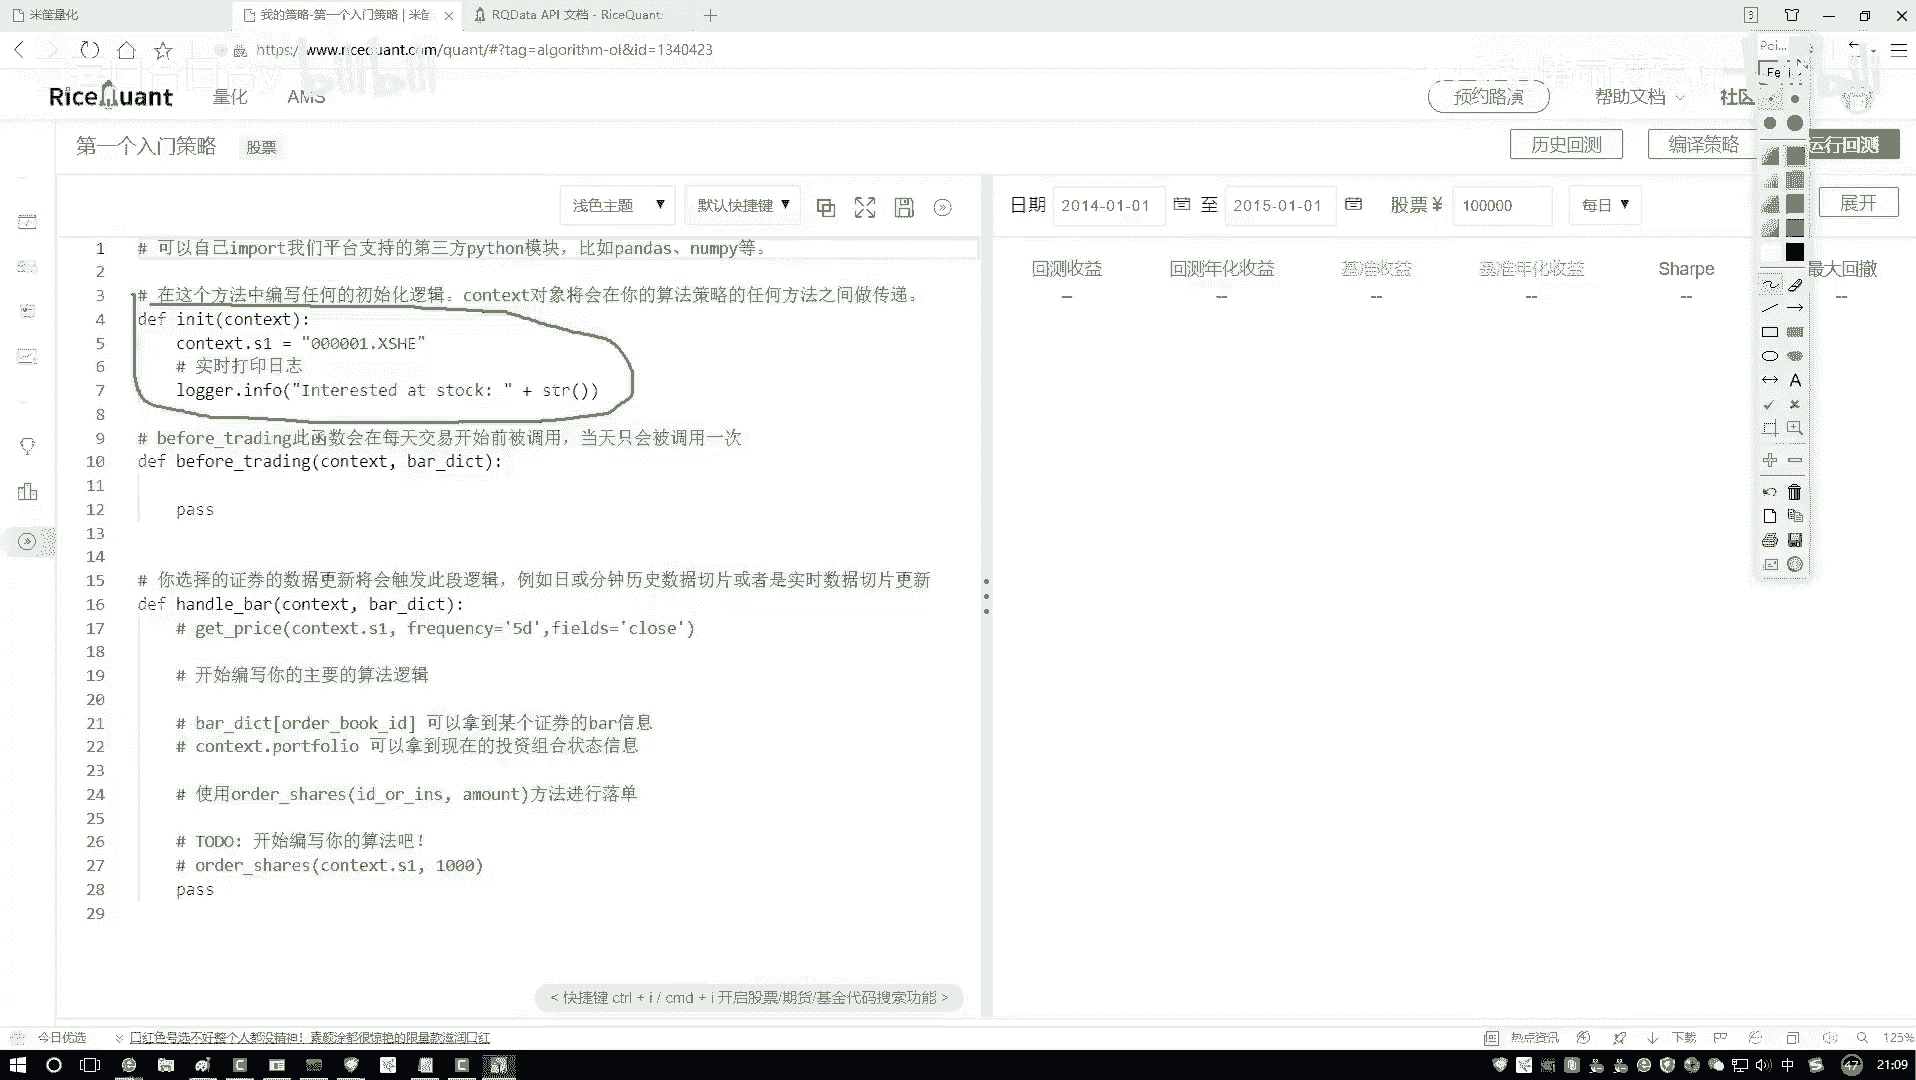 米筐量化
我的策略-第一个入门策略 | 米筐
RQData API 文档 - RiceQuant
https://www.ricequant.com/quant/#?tag=algorithm-ol&id=1340423
RiceQuant 量化 AMS
预约路演 帮助文档 社区
第一个入门策略 股票
历史回测 编译策略 运行回测
浅色主题 默认快捷键
日期 2014-01-01 至 2015-01-01 股票 ¥ 100000 每日 展开
回测收益 回测年化收益 基准收益 基准年化收益 Sharpe 最大回撤
-- -- -- -- -- --
1 # 可以自己import我们平台支持的第三方python模块，比如pandas、numpy等。
2
3 # 在这个方法中编写任何的初始化逻辑。context对象将会在你的算法策略的任何方法之间做传递。
4 def init(context):
5 context.s1 = "000001.XSHE"
6 # 实时打印日志
7 logger.info("Interested at stock: " + str())
8
9 # before_trading此函数会在每天交易开始前被调用，当天只会被调用一次
10 def before_trading(context, bar_dict):
11
12 pass
13
14
15 # 你选择的证券的数据更新将会触发此段逻辑，例如日或分钟历史数据切片或者是实时数据切片更新
16 def handle_bar(context, bar_dict):
17 # get_price(context.s1, frequency='5d',fields='close')
18
19 # 开始编写你的主要的算法逻辑
20
21 # bar_dict[order_book_id] 可以拿到某个证券的bar信息
22 # context.portfolio 可以拿到现在的投资组合状态信息
23
24 # 使用order_shares(id_or_ins, amount)方法进行落单
25
26 # TODO: 开始编写你的算法吧！
27 # order_shares(context.s1, 1000)
28 pass
29
< 快捷键 ctrl + i / cmd + i 开启股票/期货/基金代码搜索功能 >
今日优选 口红色号选不好整个人都没精神！素颜涂都很惊艳的限量款滋润口红
热点资讯 下载 125%
中 47 21:09